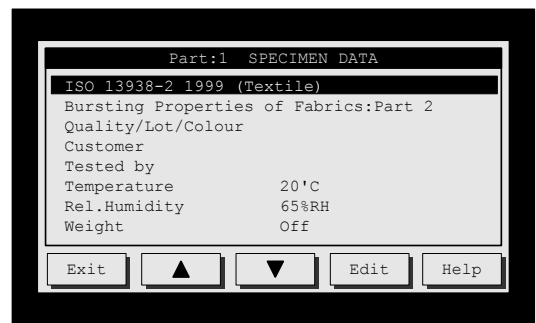 Part:1 SPECIMEN DATA
ISO 13938-2 1999 (Textile)
Bursting Properties of Fabrics:Part 2
Quality/Lot/Colour
Customer
Tested by
Temperature 20'C
Rel.Humidity 65%RH
Weight Off
Exit ▲ ▼ Edit Help